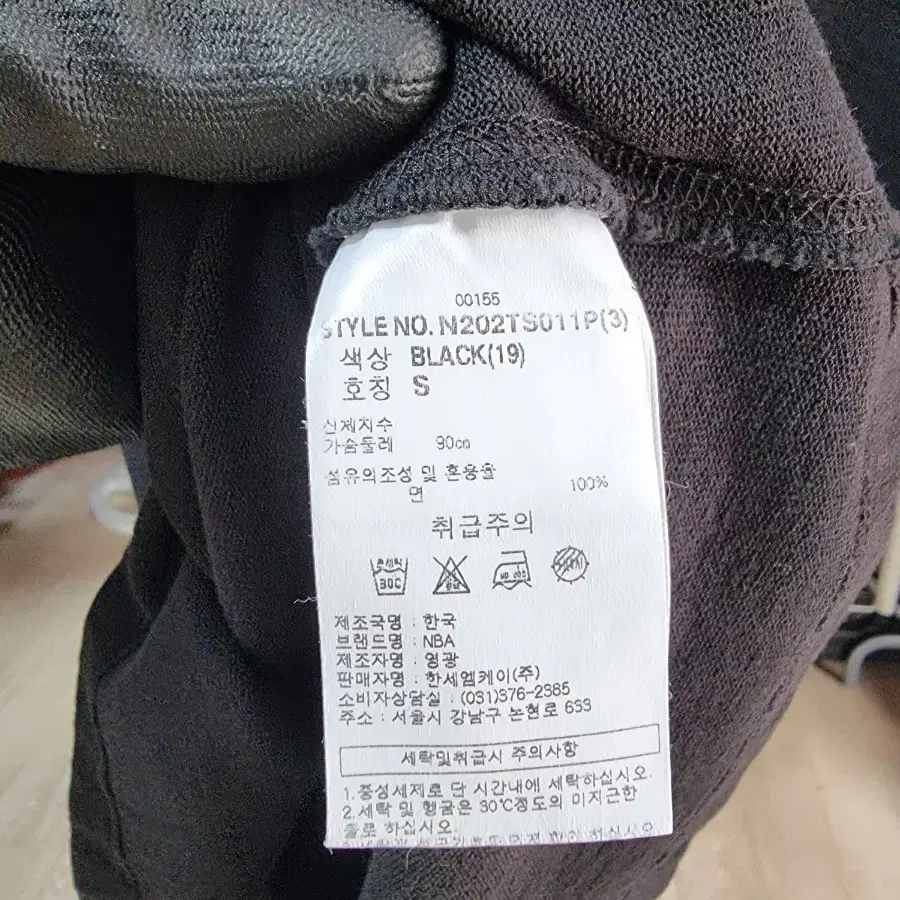 00155
STYLE NO. N202TS011P(3)
색상 BLACK(19)
호칭 S
신체치수
가슴둘레 90cm
섬유의조성 및 혼용율
면 100%
취급주의
손세탁
30C
제조국명 : 한국
브랜드명 : NBA
제조자명 : 영광
판매자명 : 한세엠케이(주)
소비자상담실 : (031)376-2385
주소 : 서울시 강남구 논현로 633
세탁및취급시 주의사항
1.중성세제로 단 시간내에 세탁하십시오.
2.세탁 및 헹굼은 30℃정도의 미지근한
물로 하십시오.